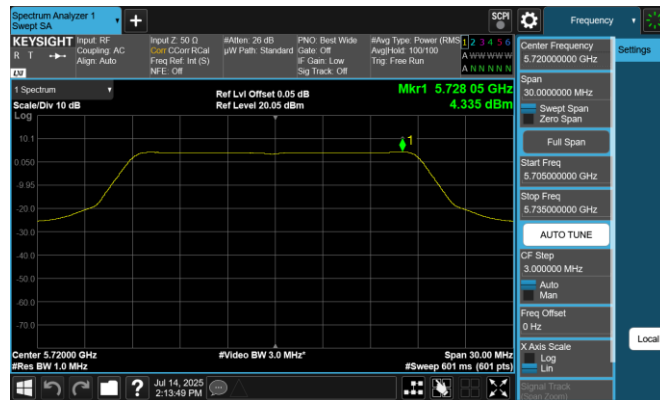 Spectrum Analyzer 1
Swept SA
SCPI
Frequency
KEYSIGHT
R T
LXI
Input: RF
Coupling: AC
Align: Auto
Input Z: 50 Ω
Corr CCorr RCal
Freq Ref: Int (S)
NFE: Off
#Atten: 26 dB
µW Path: Standard
PNO: Best Wide
Gate: Off
IF Gain: Low
Sig Track: Off
#Avg Type: Power (RMS
Avg|Hold: 100/100
Trig: Free Run
1 2 3 4 5 6
A W W W W W
A N N N N N
Center Frequency
5.720000000 GHz
Settings
Span
30.0000000 MHz
Swept Span
Zero Span
Full Span
Start Freq
5.705000000 GHz
Stop Freq
5.735000000 GHz
AUTO TUNE
CF Step
3.000000 MHz
Auto
Man
Freq Offset
0 Hz
X Axis Scale
Log
Lin
Signal Track
(Span Zoom)
Local
1 Spectrum
Scale/Div 10 dB
Log
Ref Lvl Offset 0.05 dB
Ref Level 20.05 dBm
Mkr1 5.728 05 GHz
4.335 dBm
1
10.1
0.050
-9.95
-20.0
-30.0
-40.0
-50.0
-60.0
-70.0
Center 5.72000 GHz
#Res BW 1.0 MHz
#Video BW 3.0 MHz*
Span 30.00 MHz
#Sweep 601 ms (601 pts)
Jul 14, 2025
2:13:49 PM